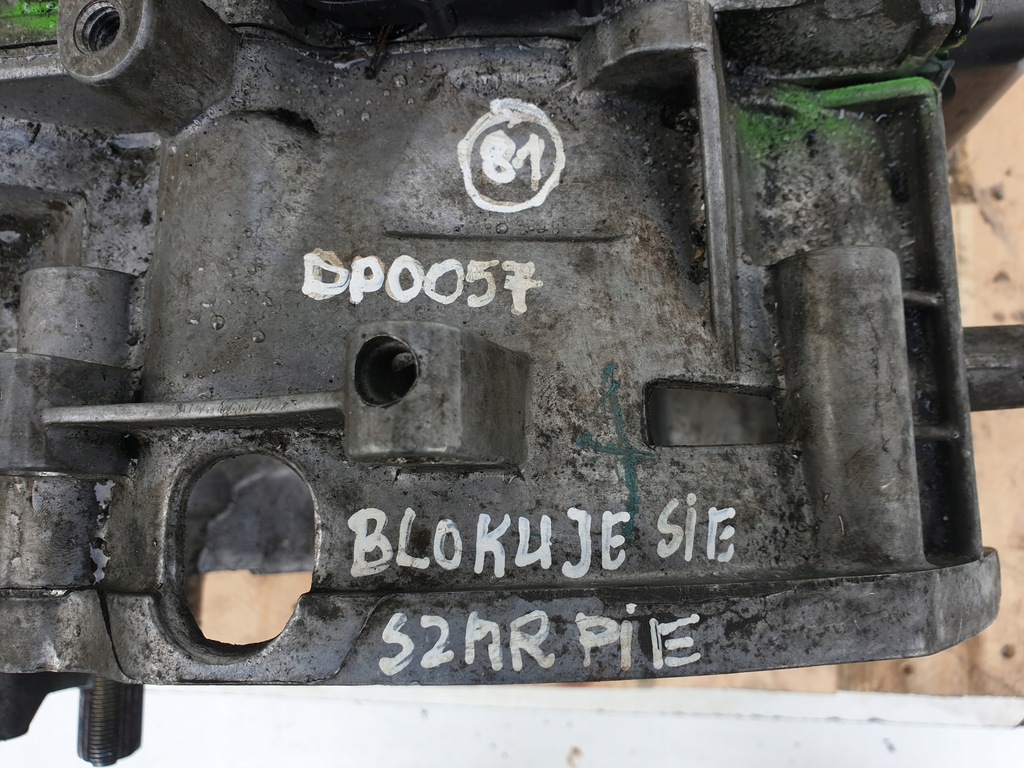 81
DP0057
BLOKUJE SIE
SZARPIE